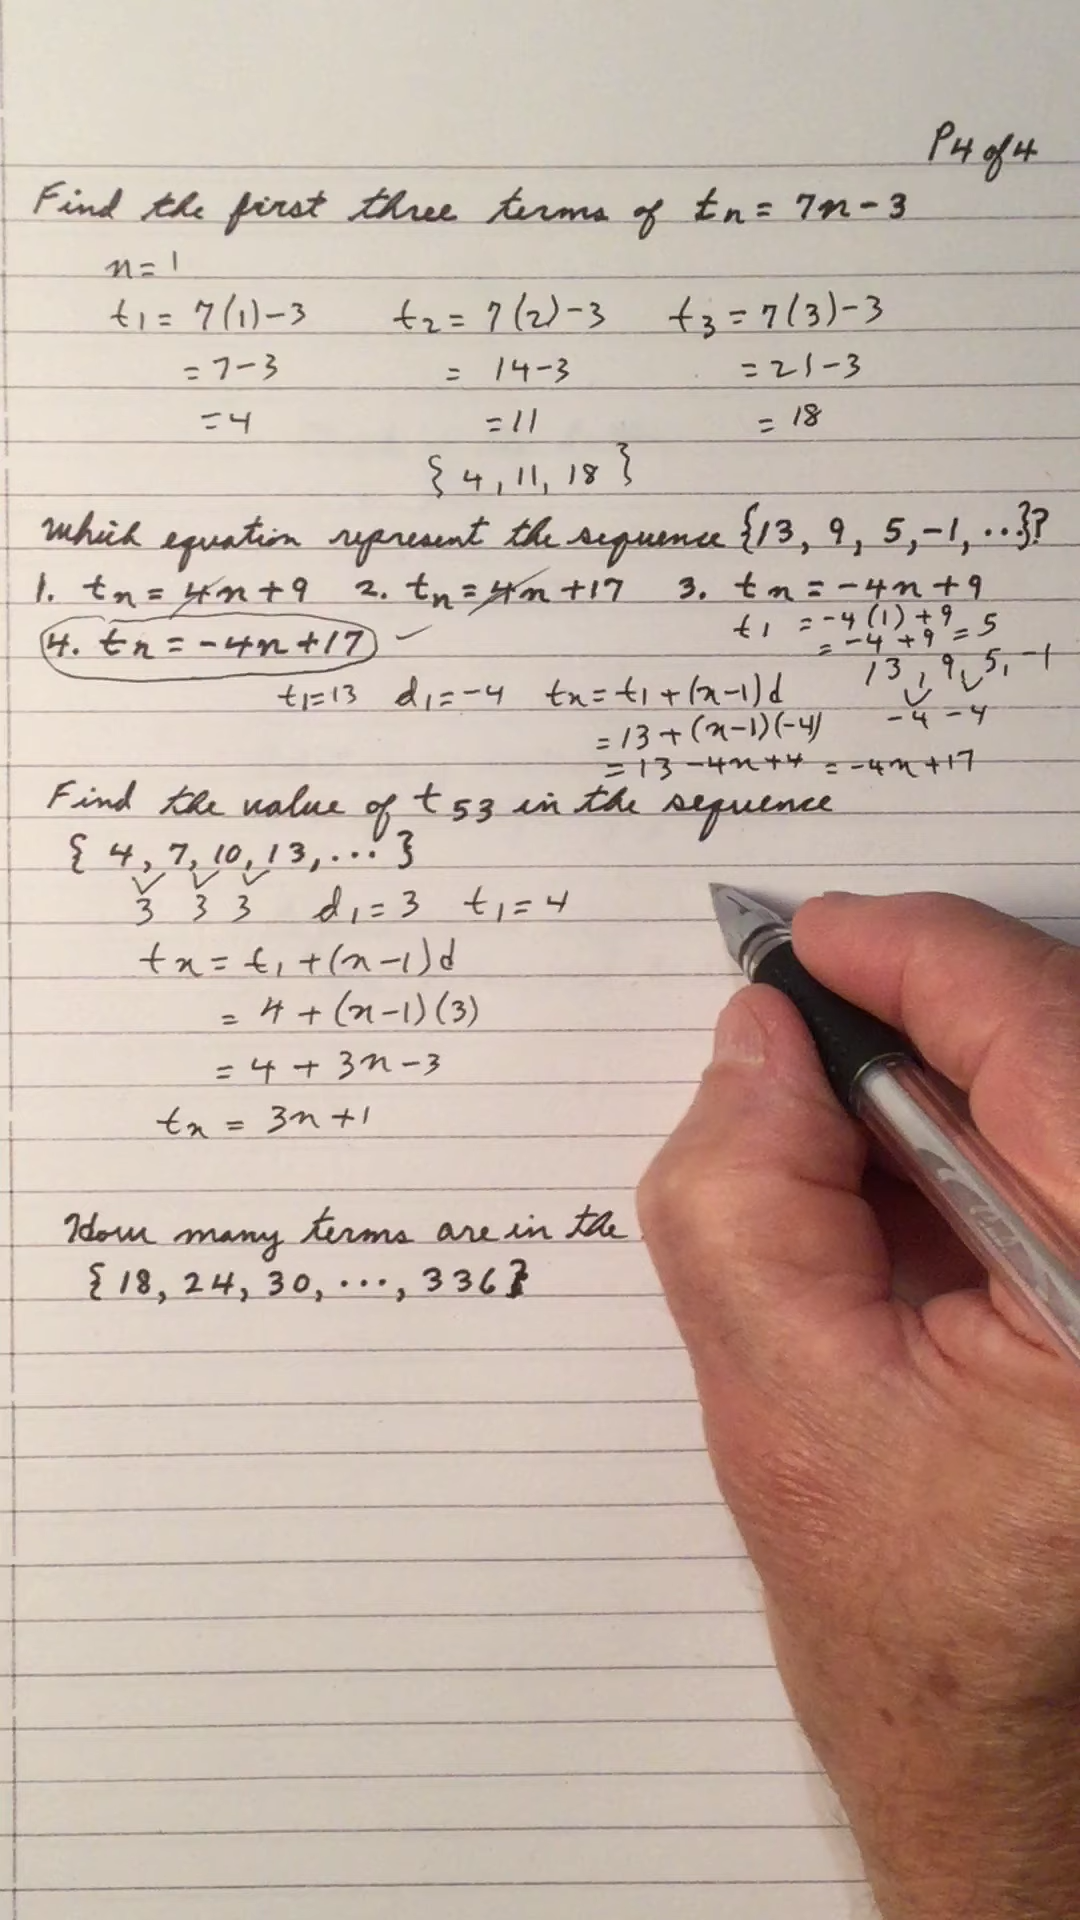 P4 of 4
Find the first three terms of tn = 7n - 3
n = 1
t1 = 7(1)-3 t2 = 7(2)-3 t3 = 7(3)-3
= 7-3 = 14-3 = 21-3
= 4 = 11 = 18
{ 4, 11, 18 }
Which equation represent the sequence {13, 9, 5, -1, ...}?
1. tn = 4n+9 2. tn = 4n+17 3. tn = -4n+9
t1 = -4(1)+9
4. tn = -4n+17 ✓ = -4+9 = 5
13, 9, 5, -1
t1=13 d1=-4 tn = t1+(n-1)d -4 -4
= 13+(n-1)(-4)
= 13-4n+4 = -4n+17
Find the value of t53 in the sequence
{ 4, 7, 10, 13, ... }
3 3 3 d1=3 t1=4
tn = t1+(n-1)d
= 4+(n-1)(3)
= 4+3n-3
tn = 3n+1
How many terms are in the
{18, 24, 30, ..., 336}